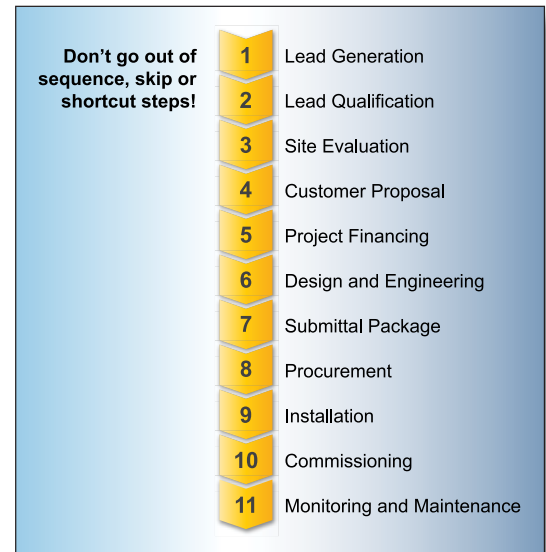 Don't go out of
sequence, skip or
shortcut steps!
1 Lead Generation
2 Lead Qualification
3 Site Evaluation
4 Customer Proposal
5 Project Financing
6 Design and Engineering
7 Submittal Package
8 Procurement
9 Installation
10 Commissioning
11 Monitoring and Maintenance